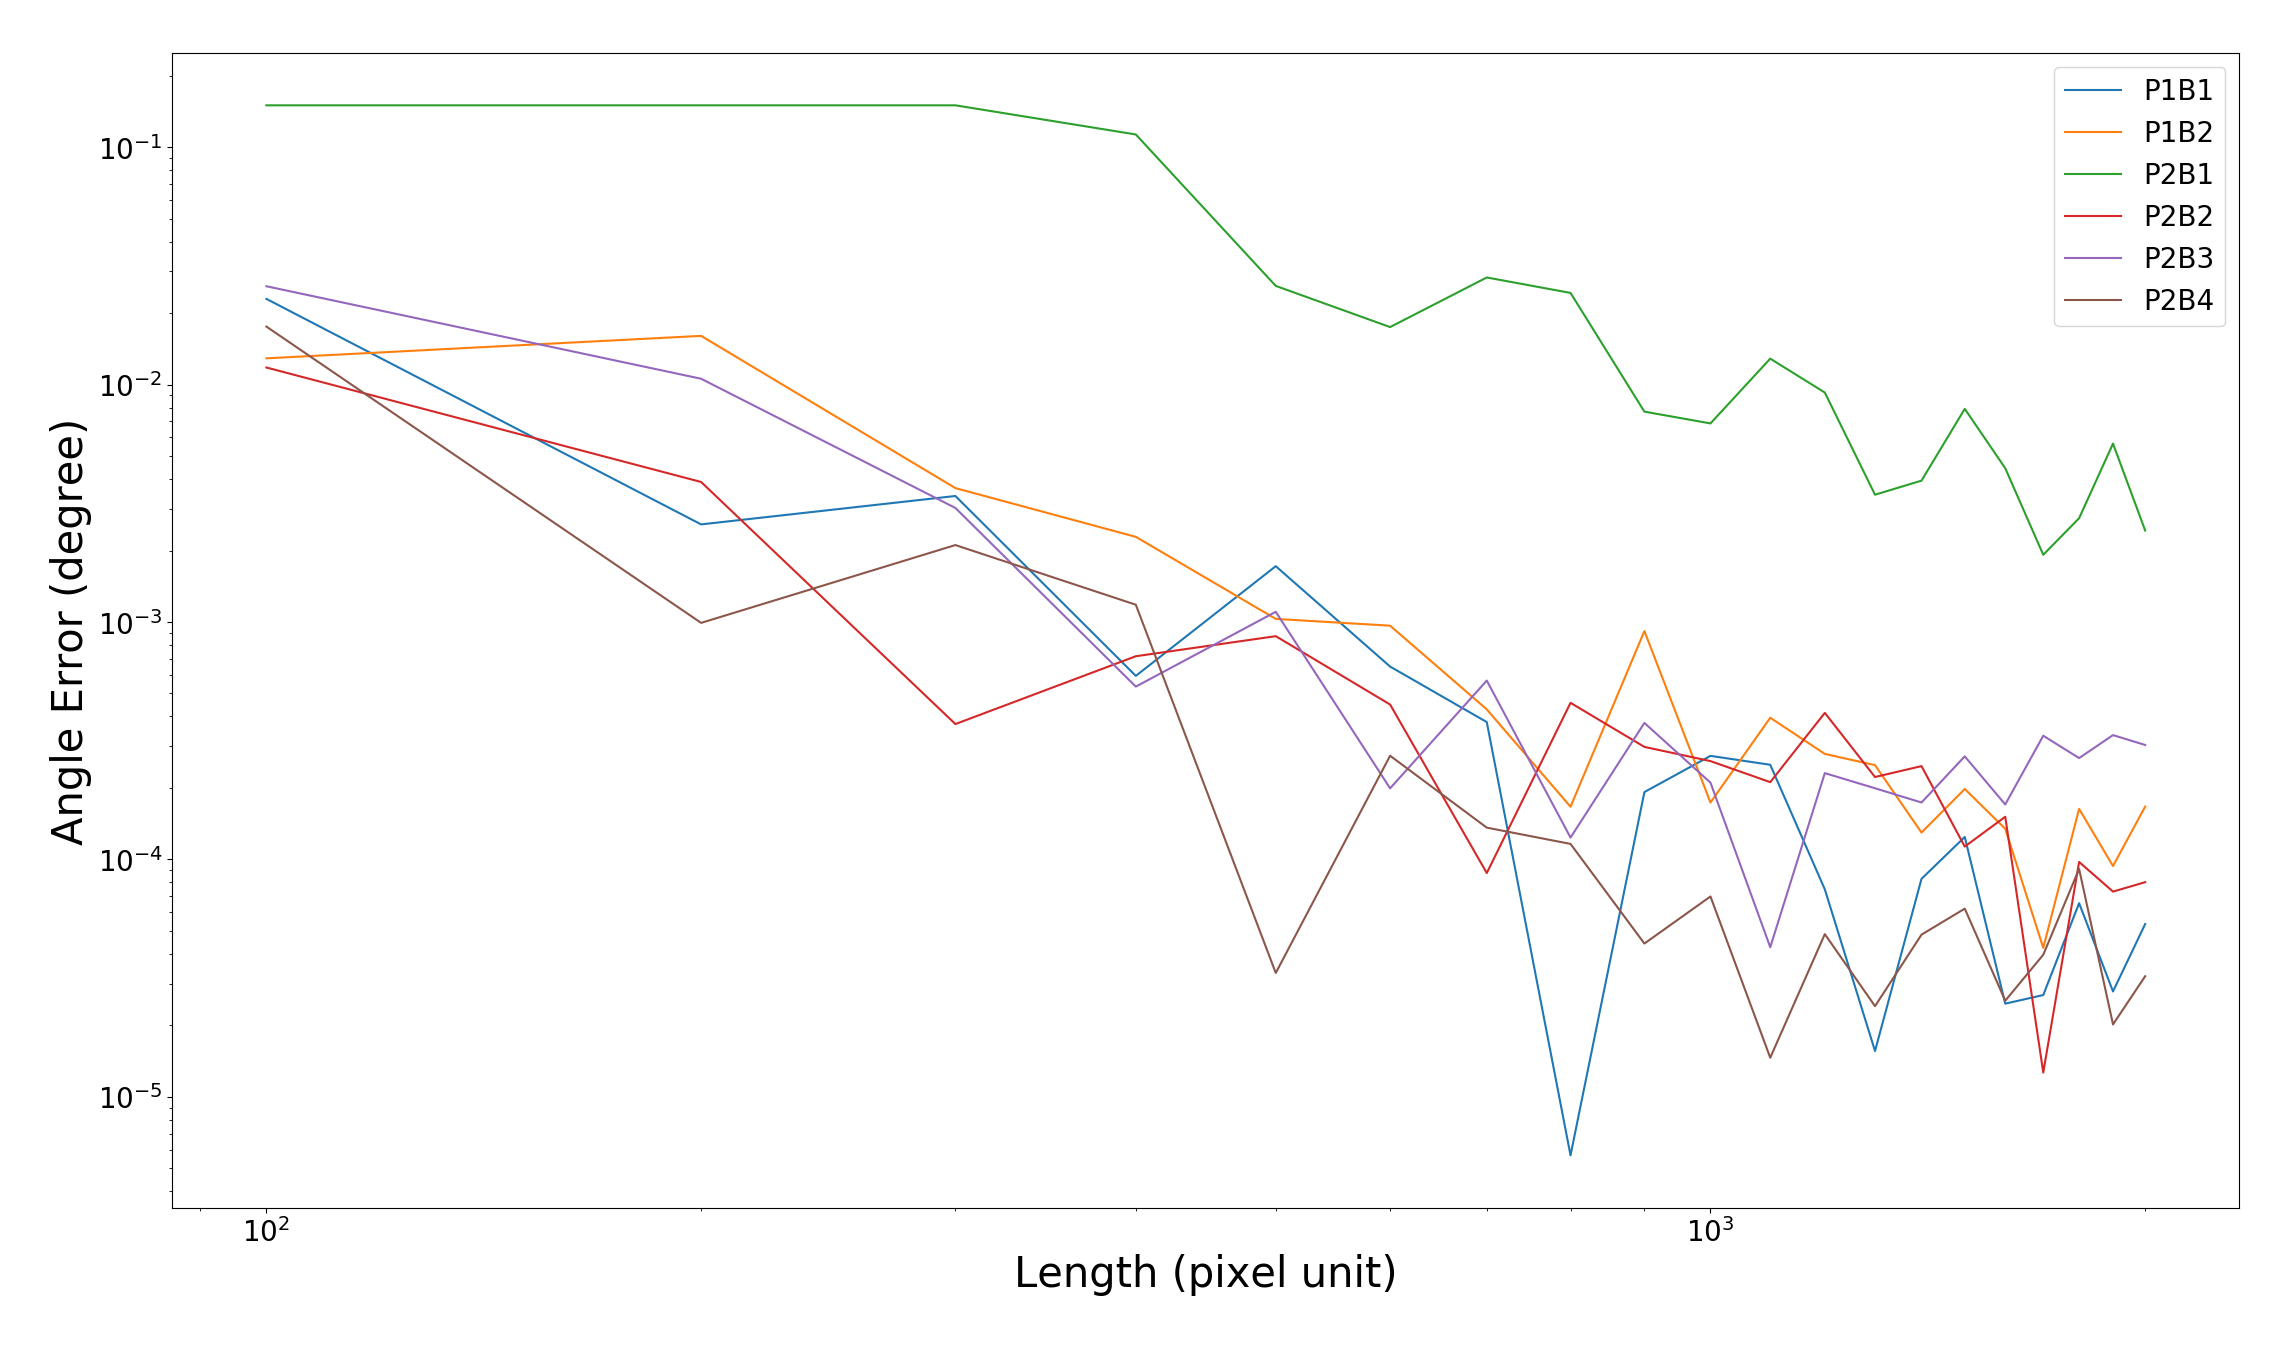 P1B1
P1B2
P2B1
P2B2
P2B3
P2B4
Angle Error (degree)
10⁻¹
10⁻²
10⁻³
10⁻⁴
10⁻⁵
10²
10³
Length (pixel unit)